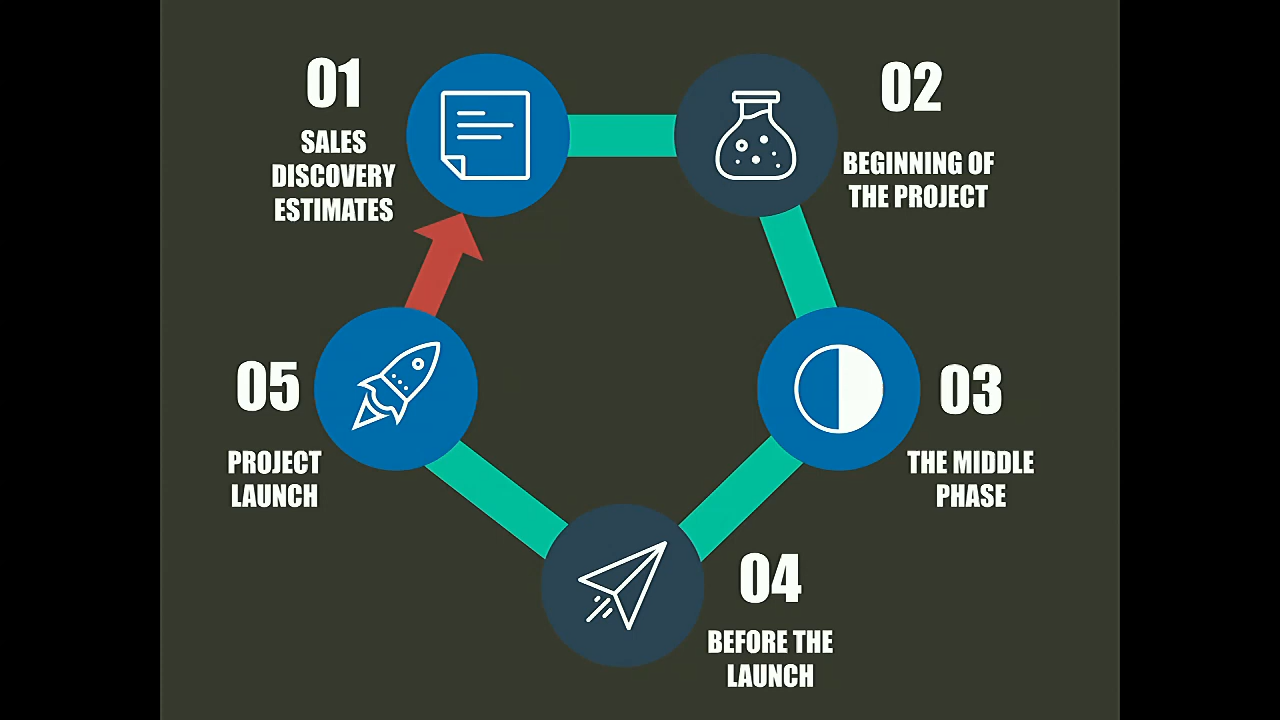 01
SALES
DISCOVERY
ESTIMATES
02
BEGINNING OF
THE PROJECT
03
THE MIDDLE
PHASE
04
BEFORE THE
LAUNCH
05
PROJECT
LAUNCH